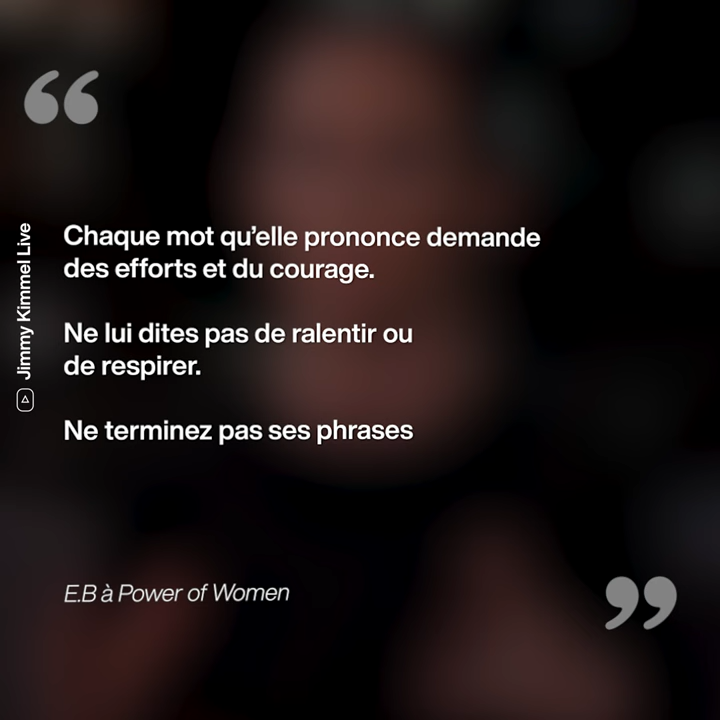 Jimmy Kimmel Live
Chaque mot qu’elle prononce demande
des efforts et du courage.
Ne lui dites pas de ralentir ou
de respirer.
Ne terminez pas ses phrases
E.B à Power of Women